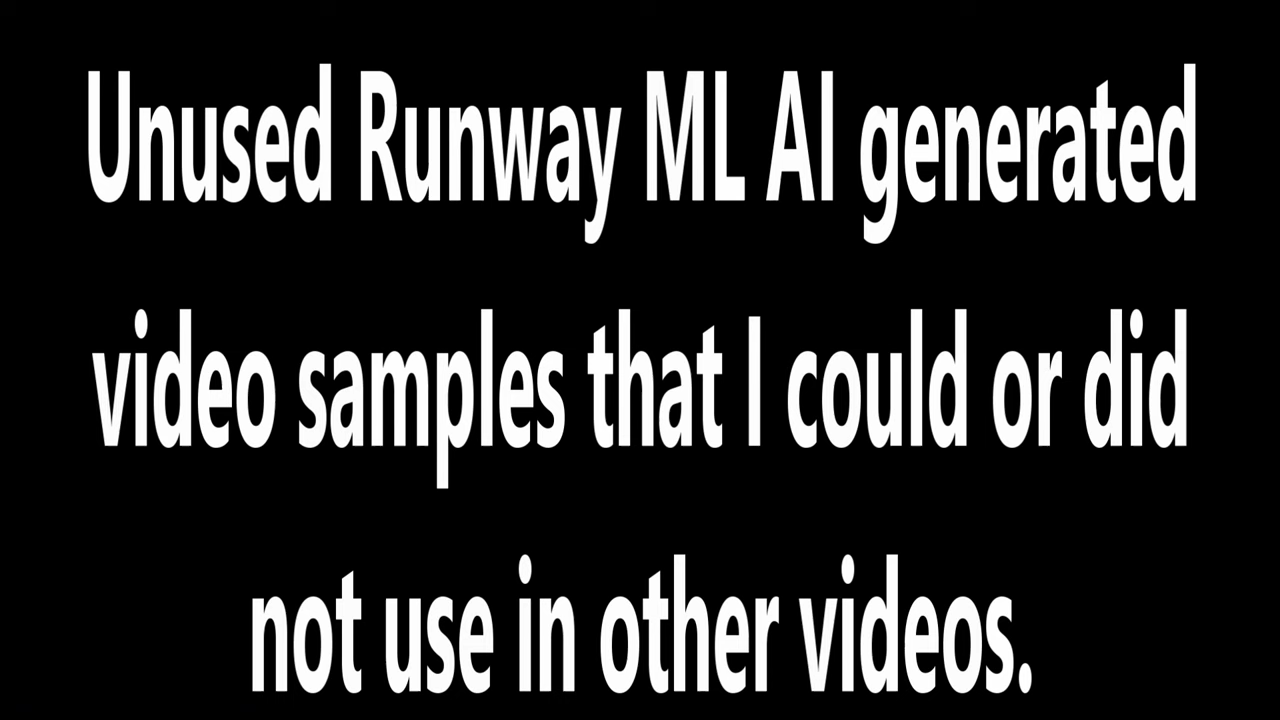 Unused Runway ML AI generated
video samples that I could or did
not use in other videos.